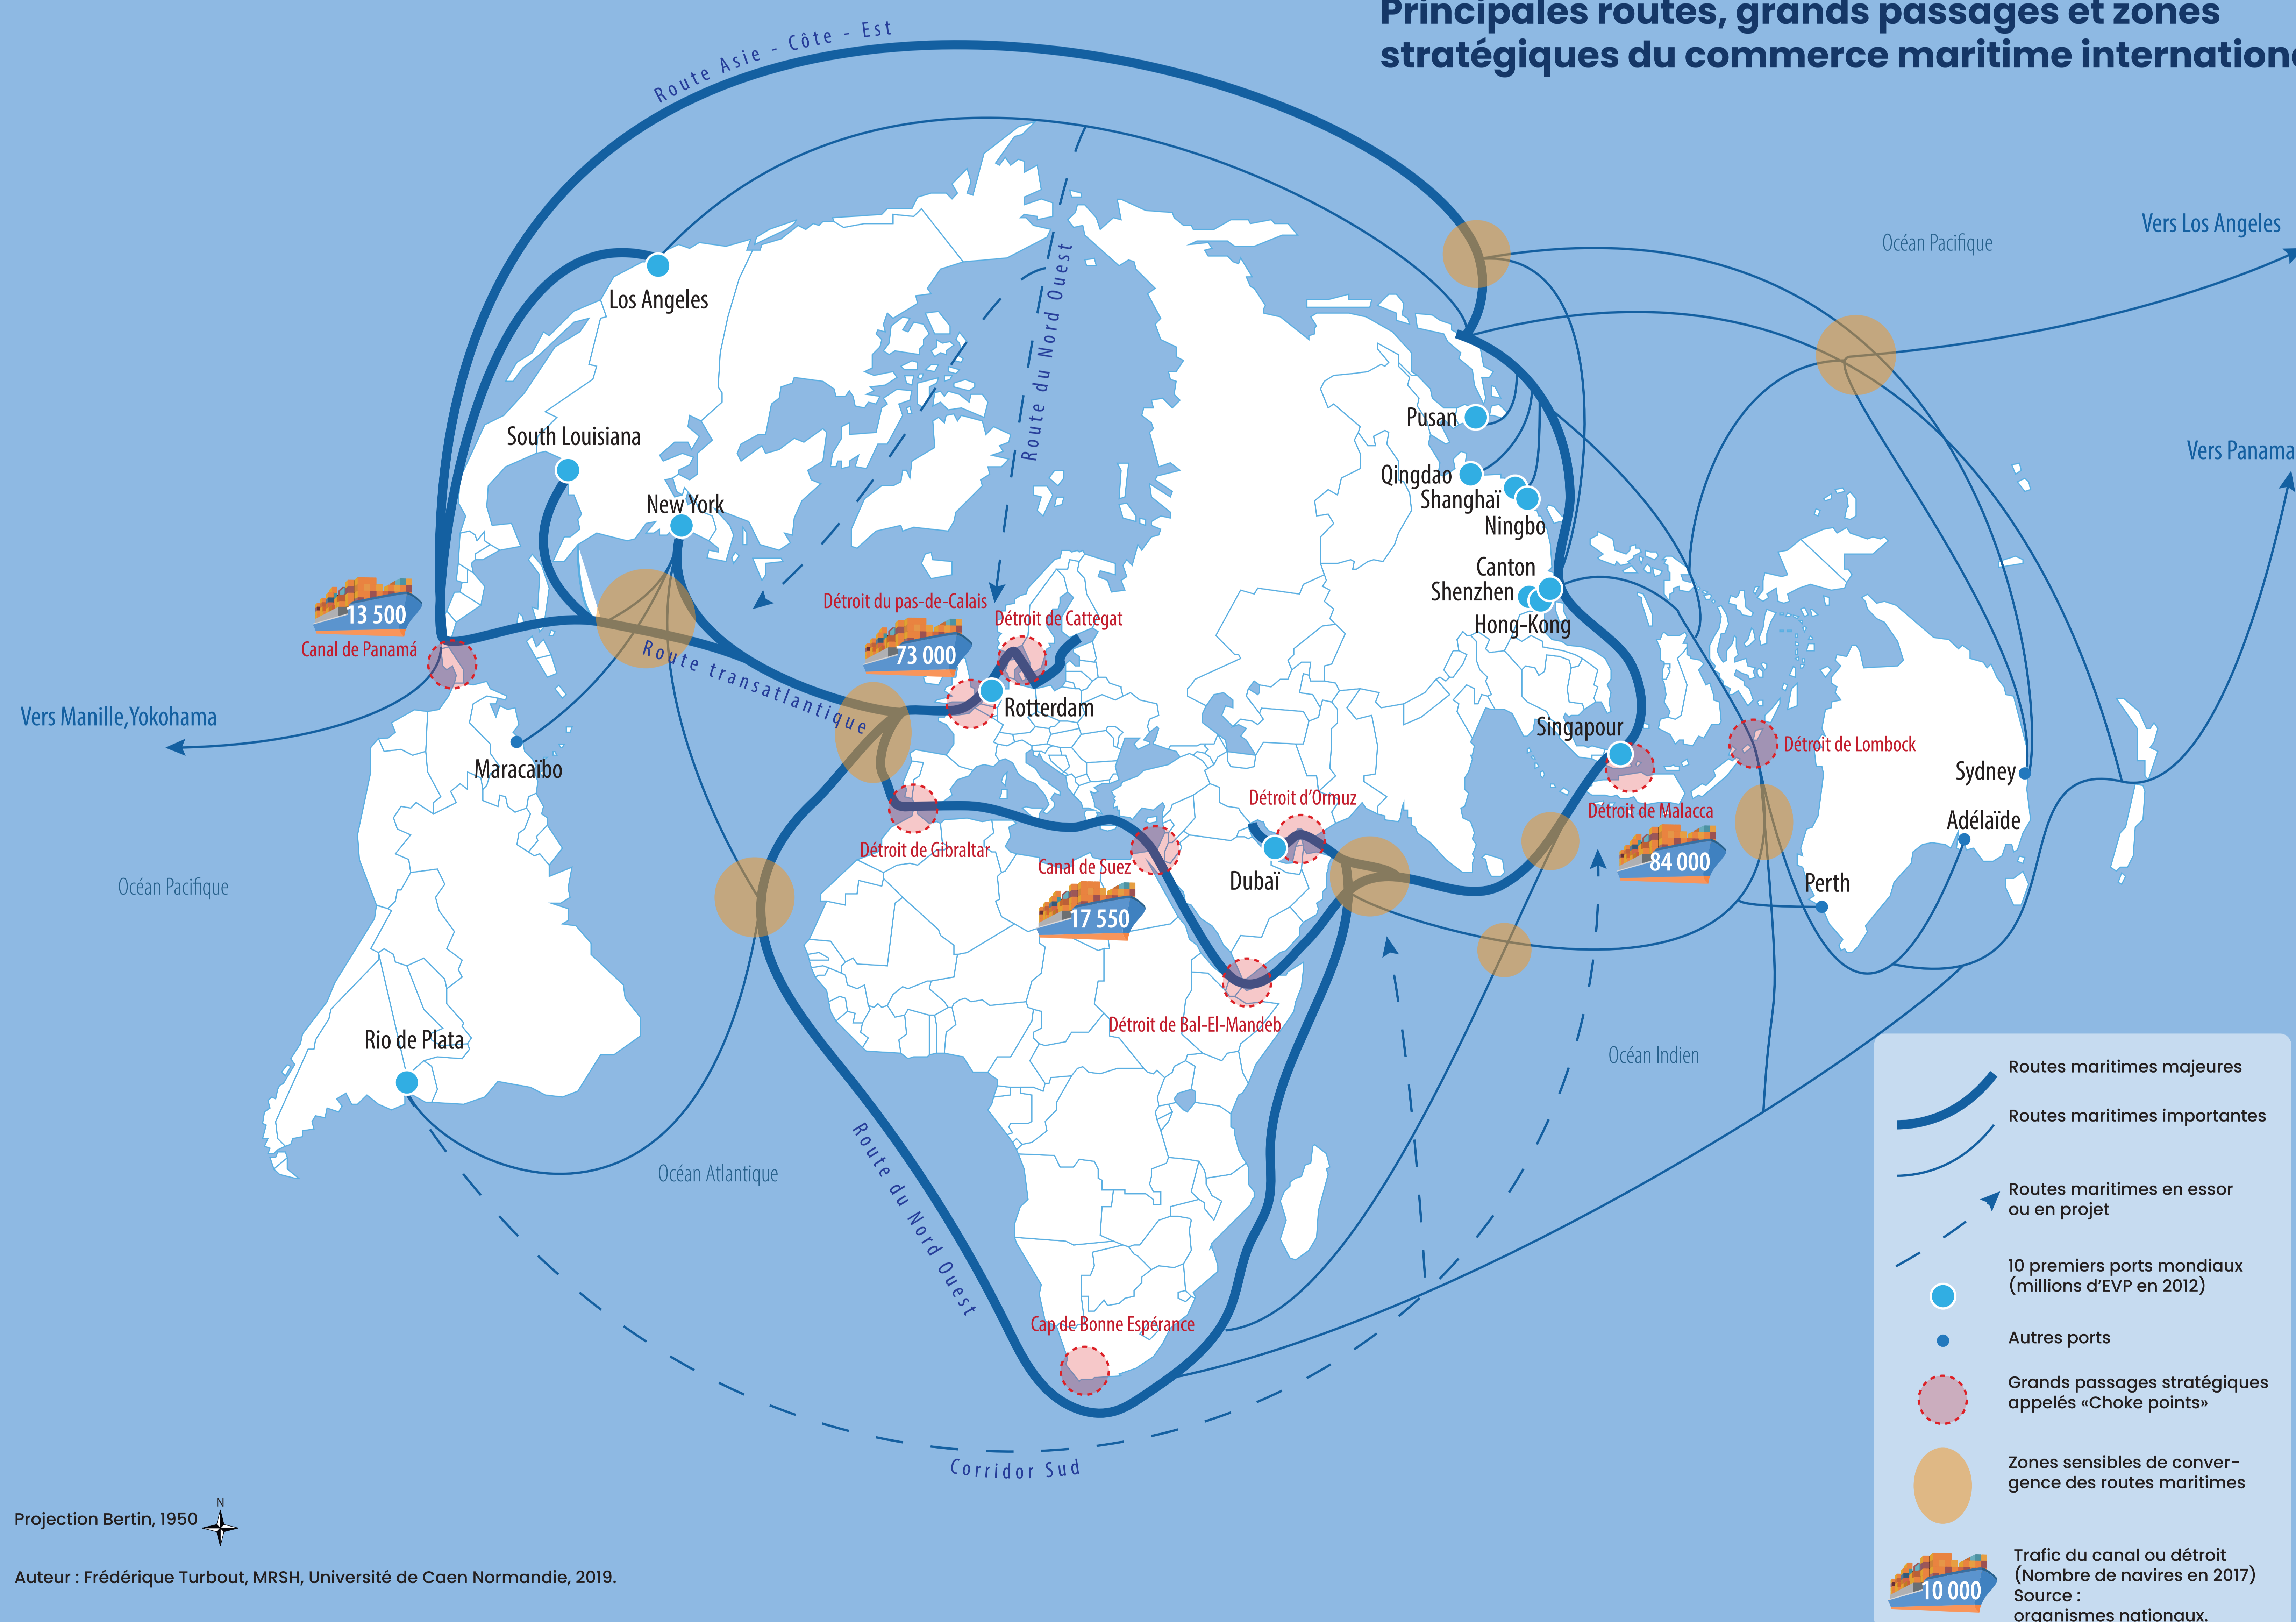 Principales routes, grands passages et zones
stratégiques du commerce maritime internation
Route Asie - Côte - Est
Vers Los Angeles
Océan Pacifique
Route du Nord Ouest
Los Angeles
South Louisiana
New York
Pusan
Qingdao
Shanghaï
Ningbo
Canton
Shenzhen
Hong-Kong
Vers Panama
13 500
Canal de Panamá
Détroit du pas-de-Calais
73 000
Détroit de Cattegat
Rotterdam
Route transatlantique
Vers Manille,Yokohama
Maracaïbo
Singapour
Détroit de Lombock
Sydney
Adélaïde
Perth
Détroit d'Ormuz
Détroit de Malacca
84 000
Détroit de Gibraltar
Canal de Suez
17 550
Dubaï
Océan Pacifique
Détroit de Bal-El-Mandeb
Rio de Plata
Océan Indien
Océan Atlantique
Route du Nord Ouest
Cap de Bonne Espérance
Corridor Sud
Routes maritimes majeures
Routes maritimes importantes
Routes maritimes en essor
ou en projet
10 premiers ports mondiaux
(millions d'EVP en 2012)
Autres ports
Grands passages stratégiques
appelés «Choke points»
Zones sensibles de conver-
gence des routes maritimes
10 000
Trafic du canal ou détroit
(Nombre de navires en 2017)
Source :
organismes nationaux.
N
Projection Bertin, 1950
Auteur : Frédérique Turbout, MRSH, Université de Caen Normandie, 2019.